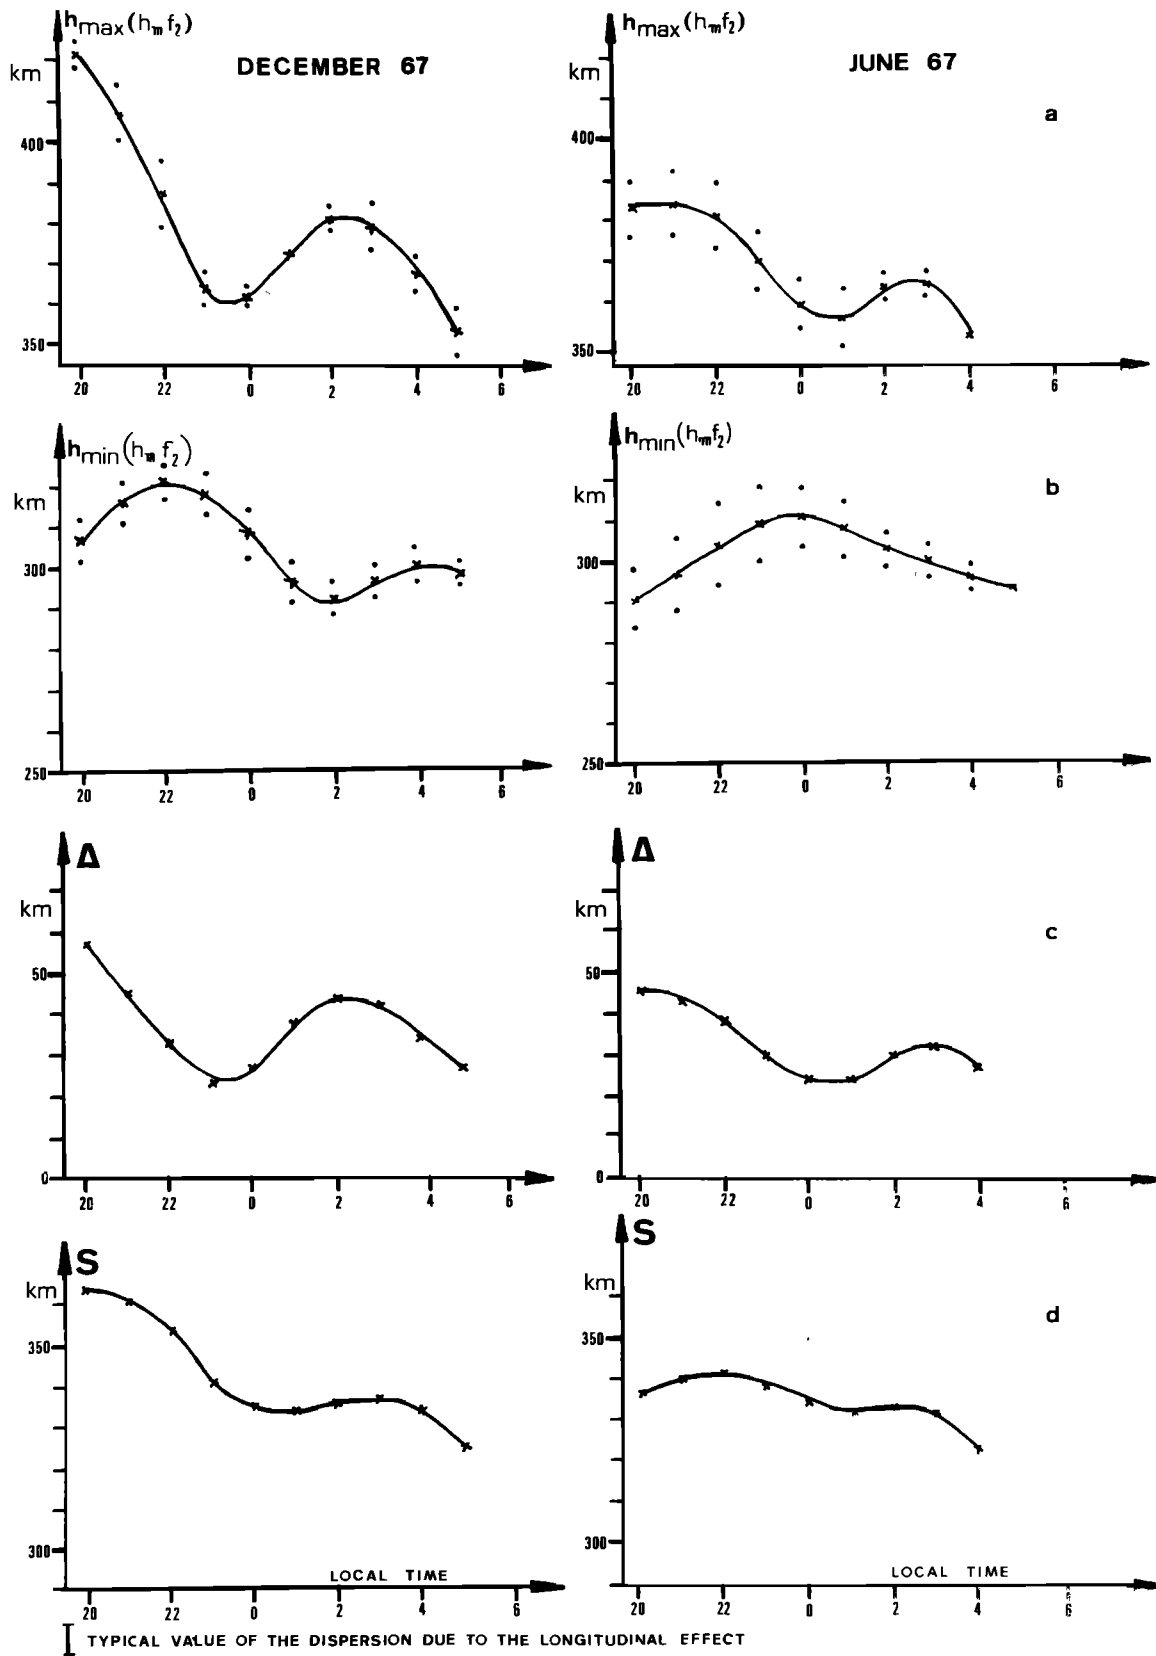 hmax(hmf2)
km
DECEMBER 67
400
350
20 22 0 2 4 6
hmax(hmf2)
km
JUNE 67
a
400
350
20 22 0 2 4 6
hmin(hmf2)
km
300
250
20 22 0 2 4 6
hmin(hmf2)
km
b
300
250
20 22 0 2 4 6
Δ
km
50
0
20 22 0 2 4 6
Δ
km
c
50
0
20 22 0 2 4 6
S
km
350
300
LOCAL TIME
20 22 0 2 4 6
S
km
d
350
300
LOCAL TIME
20 22 0 2 4 6
I TYPICAL VALUE OF THE DISPERSION DUE TO THE LONGITUDINAL EFFECT